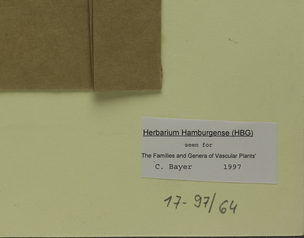 Herbarium Hamburgense (HBG)
seen for
'The Families and Genera of Vascular Plants'
C. Bayer 1997
17-97/64